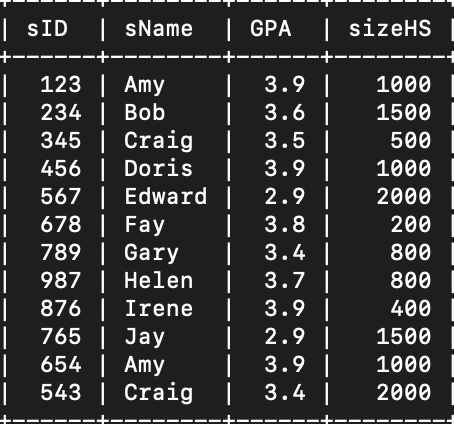 | sID | sName | GPA | sizeHS |
| 123 | Amy | 3.9 | 1000 |
| 234 | Bob | 3.6 | 1500 |
| 345 | Craig | 3.5 | 500 |
| 456 | Doris | 3.9 | 1000 |
| 567 | Edward | 2.9 | 2000 |
| 678 | Fay | 3.8 | 200 |
| 789 | Gary | 3.4 | 800 |
| 987 | Helen | 3.7 | 800 |
| 876 | Irene | 3.9 | 400 |
| 765 | Jay | 2.9 | 1500 |
| 654 | Amy | 3.9 | 1000 |
| 543 | Craig | 3.4 | 2000 |